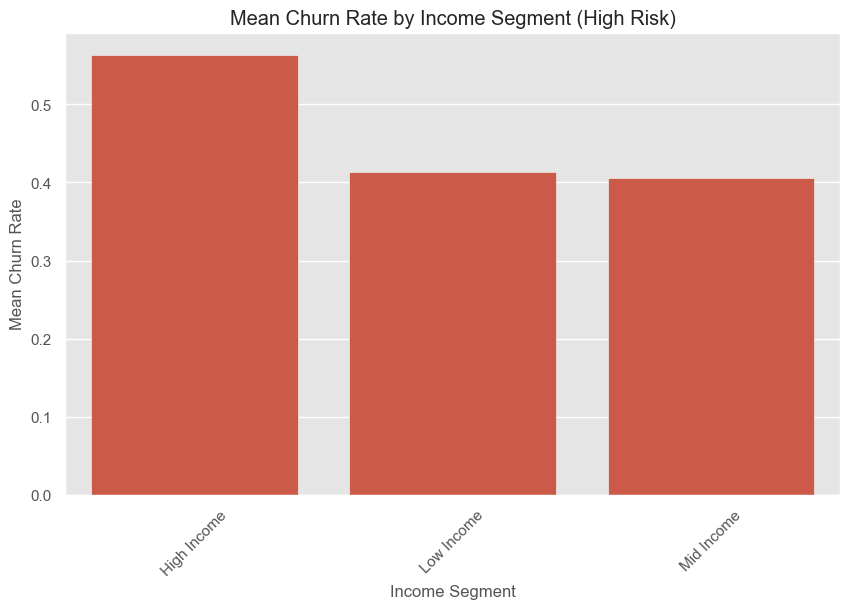 Mean Churn Rate by Income Segment (High Risk)
Mean Churn Rate
0.5
0.4
0.3
0.2
0.1
0.0
High Income
Low Income
Mid Income
Income Segment